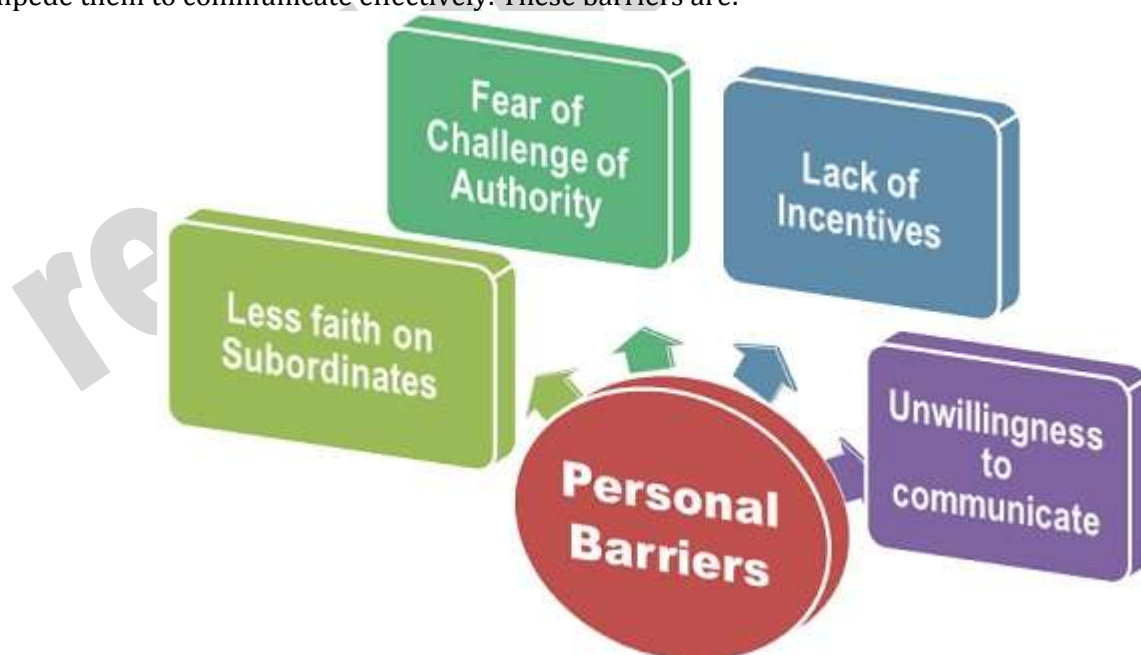 them to communicate effectively. These barriers are:
Fear of
Challenge of
Authority
Lack of
Incentives
Less faith on
Subordinates
Unwillingness
to
communicate
Personal
Barriers
re